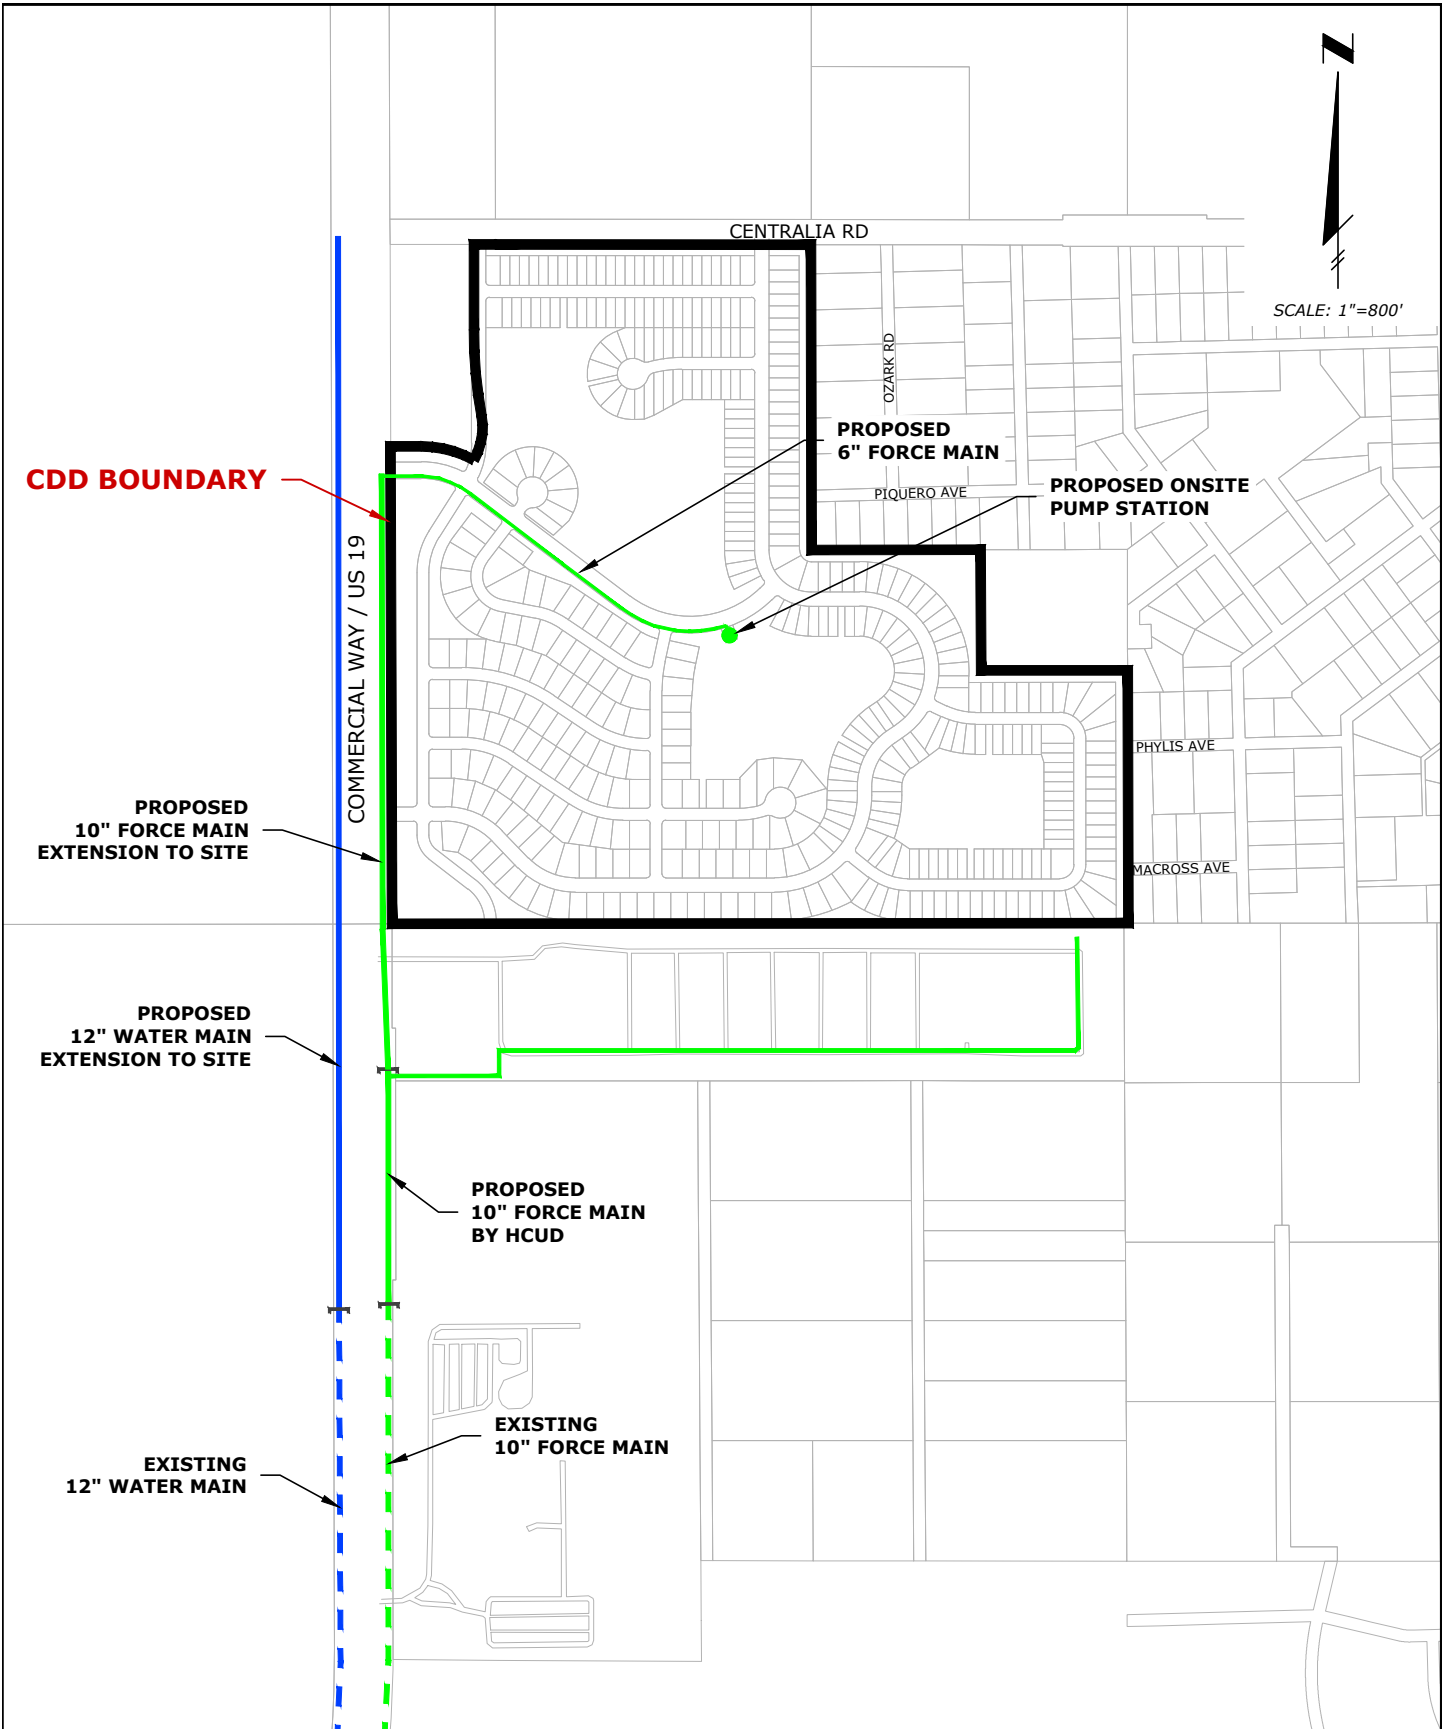 N
SCALE: 1"=800'
CENTRALIA RD
OZARK RD
PROPOSED
6" FORCE MAIN
CDD BOUNDARY
PIQUERO AVE
PROPOSED ONSITE
PUMP STATION
COMMERCIAL WAY / US 19
PHYLIS AVE
PROPOSED
10" FORCE MAIN
EXTENSION TO SITE
MACROSS AVE
PROPOSED
12" WATER MAIN
EXTENSION TO SITE
PROPOSED
10" FORCE MAIN
BY HCUD
EXISTING
10" FORCE MAIN
EXISTING
12" WATER MAIN